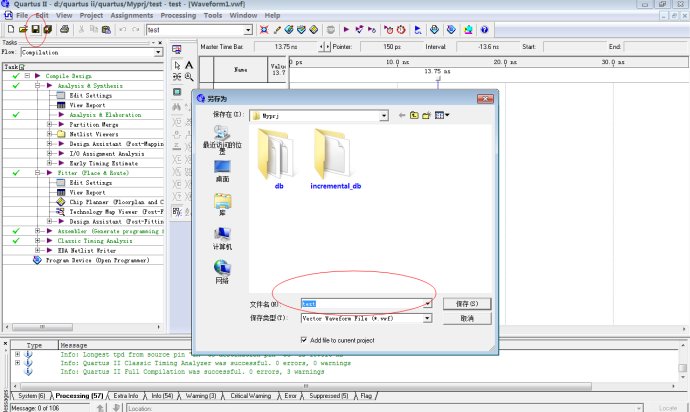 Quartus II - d:/quartus ii/quartus/Myprj/test - test - [Waveform1.vwf]
File Edit View Project Assignments Processing Tools Window Help
test
Tasks
Flow: Compilation
Master Time Bar: 13.75 ns Pointer: 150 ps Interval: -13.6 ns Start: End:
Task
Name
Value
13.7
0 ps 10.0 ns 20.0 ns 30.0 ns
13.75 ns
Compile Design
Analysis & Synthesis
Edit Settings
View Report
Analysis & Elaboration
Partition Merge
Netlist Viewers
Design Assistant (Post-Mapping
I/O Assignment Analysis
Early Timing Estimate
Fitter (Place & Route)
Edit Settings
View Report
Chip Planner (Floorplan and C
Technology Map Viewer (Post-F
Design Assistant (Post-Fittin
Assembler (Generate programming f
Classic Timing Analysis
EDA Netlist Writer
Program Device (Open Programmer)
另存为
保存在(I): Myprj
最近访问的位置
桌面
库
计算机
网络
db
incremental_db
文件名(N): test
保存(S)
保存类型(T): Vector Waveform File (*.vwf)
取消
Add file to current project
Type Message
Info: Longest tpd from source pin
Info: Quartus II Classic Timing Analyzer was successful. 0 errors, 0 warnings
Info: Quartus II Full Compilation was successful. 0 errors, 3 warnings
System (6) Processing (57) Extra Info Info (54) Warning (3) Critical Warning Error Suppressed (5) Flag
Messages
Message: 0 of 106
Location:
Locate